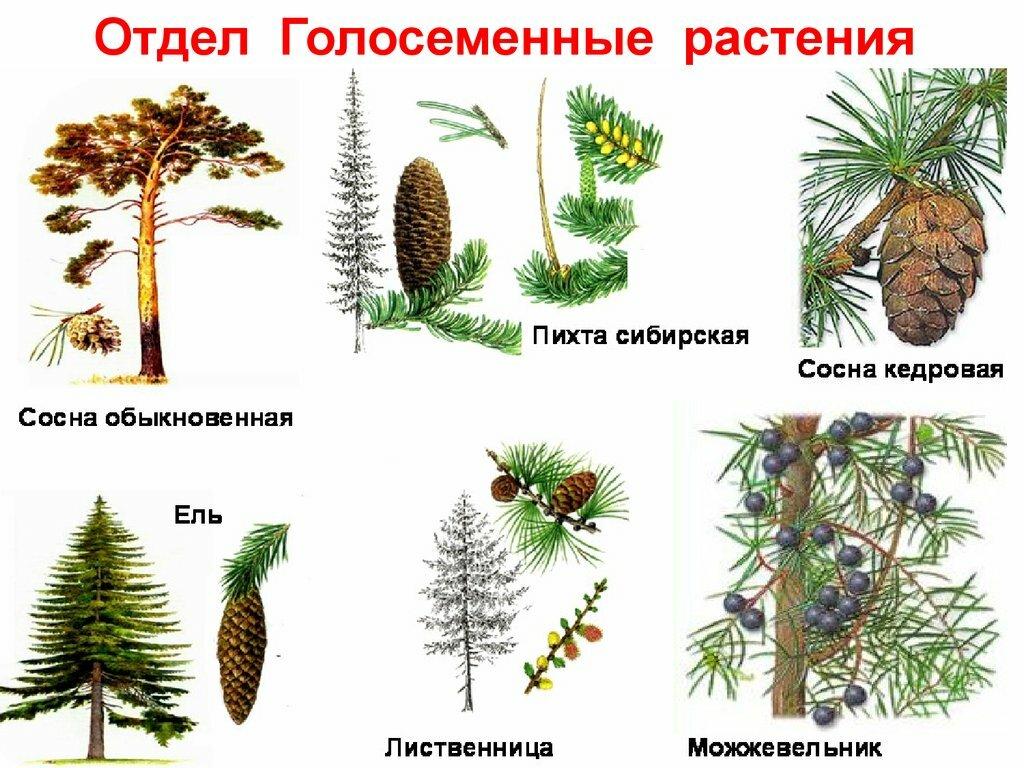 Отдел Голосеменные растения
Пихта сибирская
Сосна кедровая
Сосна обыкновенная
Ель
Лиственница
Можжевельник